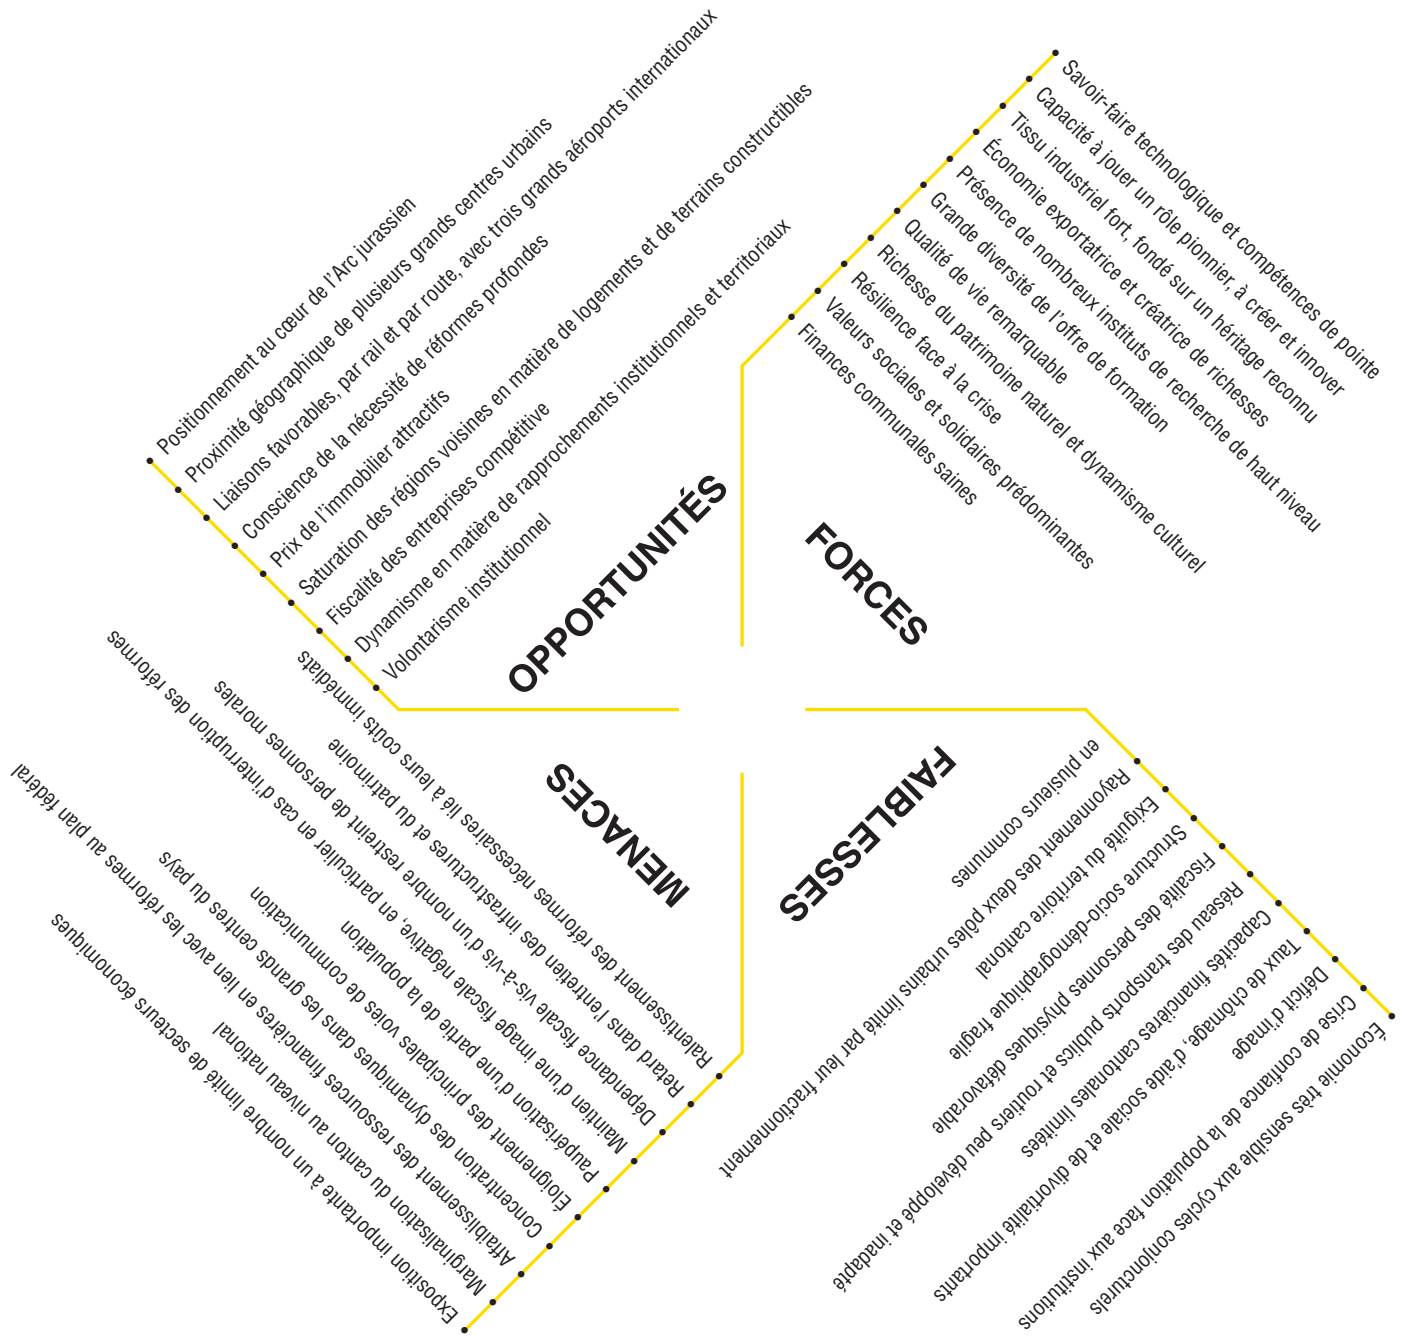 OPPORTUNITÉS
Positionnement au cœur de l'Arc jurassien
Proximité géographique de plusieurs grands centres urbains
Liaisons favorables, par rail et par route, avec trois grands aéroports internationaux
Conscience de la nécessité de réformes profondes
Prix de l'immobilier attractifs
Saturation des régions voisines en matière de logements et de terrains constructibles
Fiscalité des entreprises compétitive
Dynamisme en matière de rapprochements institutionnels et territoriaux
Volontarisme institutionnel
FORCES
Savoir-faire technologique et compétences de pointe
Capacité à jouer un rôle pionnier, à créer et innover
Tissu industriel fort, fondé sur un héritage reconnu
Économie exportatrice et créatrice de richesses
Présence de nombreux instituts de recherche de haut niveau
Grande diversité de l'offre de formation
Qualité de vie remarquable
Richesse du patrimoine naturel et dynamisme culturel
Résilience face à la crise
Valeurs sociales et solidaires prédominantes
Finances communales saines
FAIBLESSES
Économie très sensible aux cycles conjoncturels
Crise de confiance de la population face aux institutions
Déficit d'image
Taux de chômage, d'aide sociale et de divortialité importants
Capacités financières cantonales limitées
Réseau des transports publics et routiers peu développé et inadapté
Fiscalité des personnes physiques défavorable
Structure socio-démographique fragile
Exiguïté du territoire cantonal
Rayonnement des deux pôles urbains limité par leur fractionnement
en plusieurs communes
MENACES
Exposition importante à un nombre limité de secteurs économiques
Marginalisation du canton au niveau national
Affaiblissement des ressources financières en lien avec les réformes au plan fédéral
Concentration des dynamiques dans les grands centres du pays
Éloignement des principales voies de communication
Paupérisation d'une partie de la population
Maintien d'une image fiscale négative, en particulier en cas d'interruption des réformes
Dépendance fiscale vis-à-vis d'un nombre restreint de personnes morales
Retard dans l'entretien des infrastructures et du patrimoine
Ralentissement des réformes nécessaires lié à leurs coûts immédiats